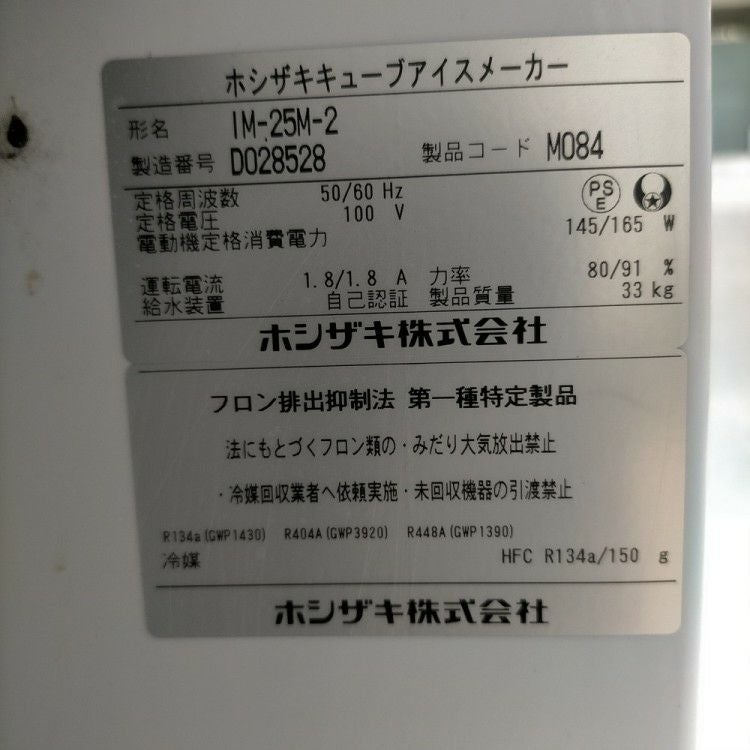 ホシザキキューブアイスメーカー
形名 IM-25M-2
製造番号 D028528 製品コード M084
定格周波数 50/60 Hz
定格電圧 100 V
PS E
電動機定格消費電力 145/165 W
運転電流 1.8/1.8 A 力率 80/91 %
給水装置 自己認証 製品質量 33 kg
ホシザキ株式会社
フロン排出抑制法 第一種特定製品
法にもとづくフロン類の・みだり大気放出禁止
・冷媒回収業者へ依頼実施・未回収機器の引渡禁止
R134a(GWP1430) R404A(GWP3920) R448A(GWP1390)
冷媒 HFC R134a/150 g
ホシザキ株式会社